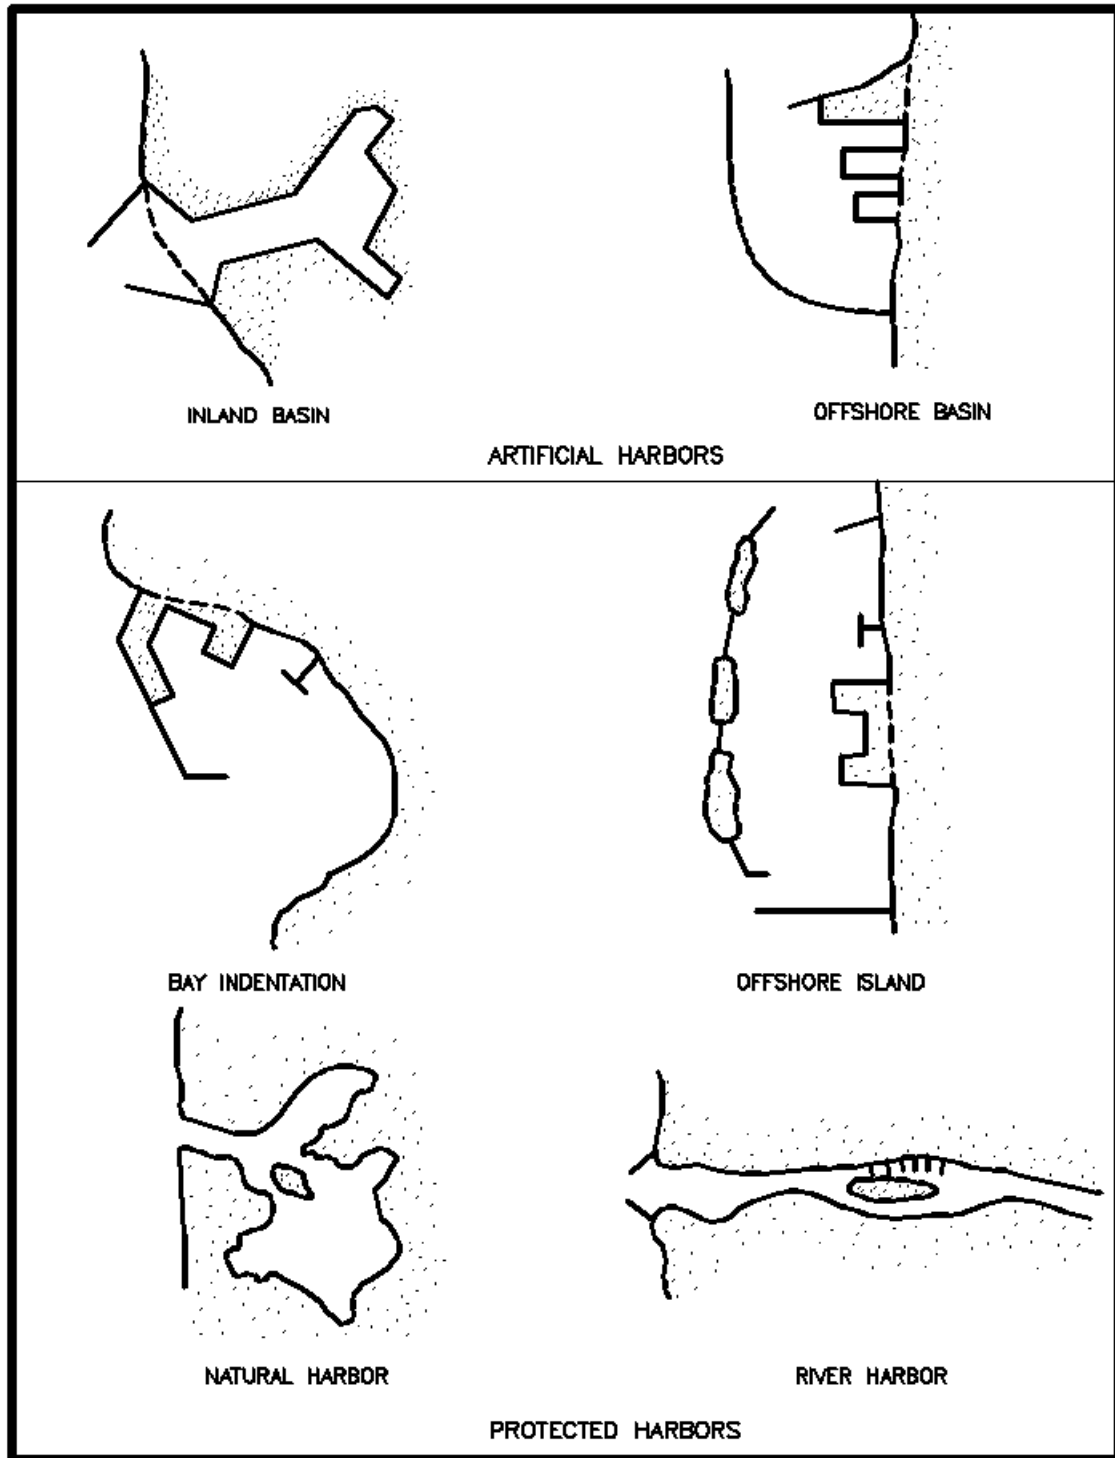 INLAND BASIN
OFFSHORE BASIN
ARTIFICIAL HARBORS
BAY INDENTATION
OFFSHORE ISLAND
NATURAL HARBOR
RIVER HARBOR
PROTECTED HARBORS